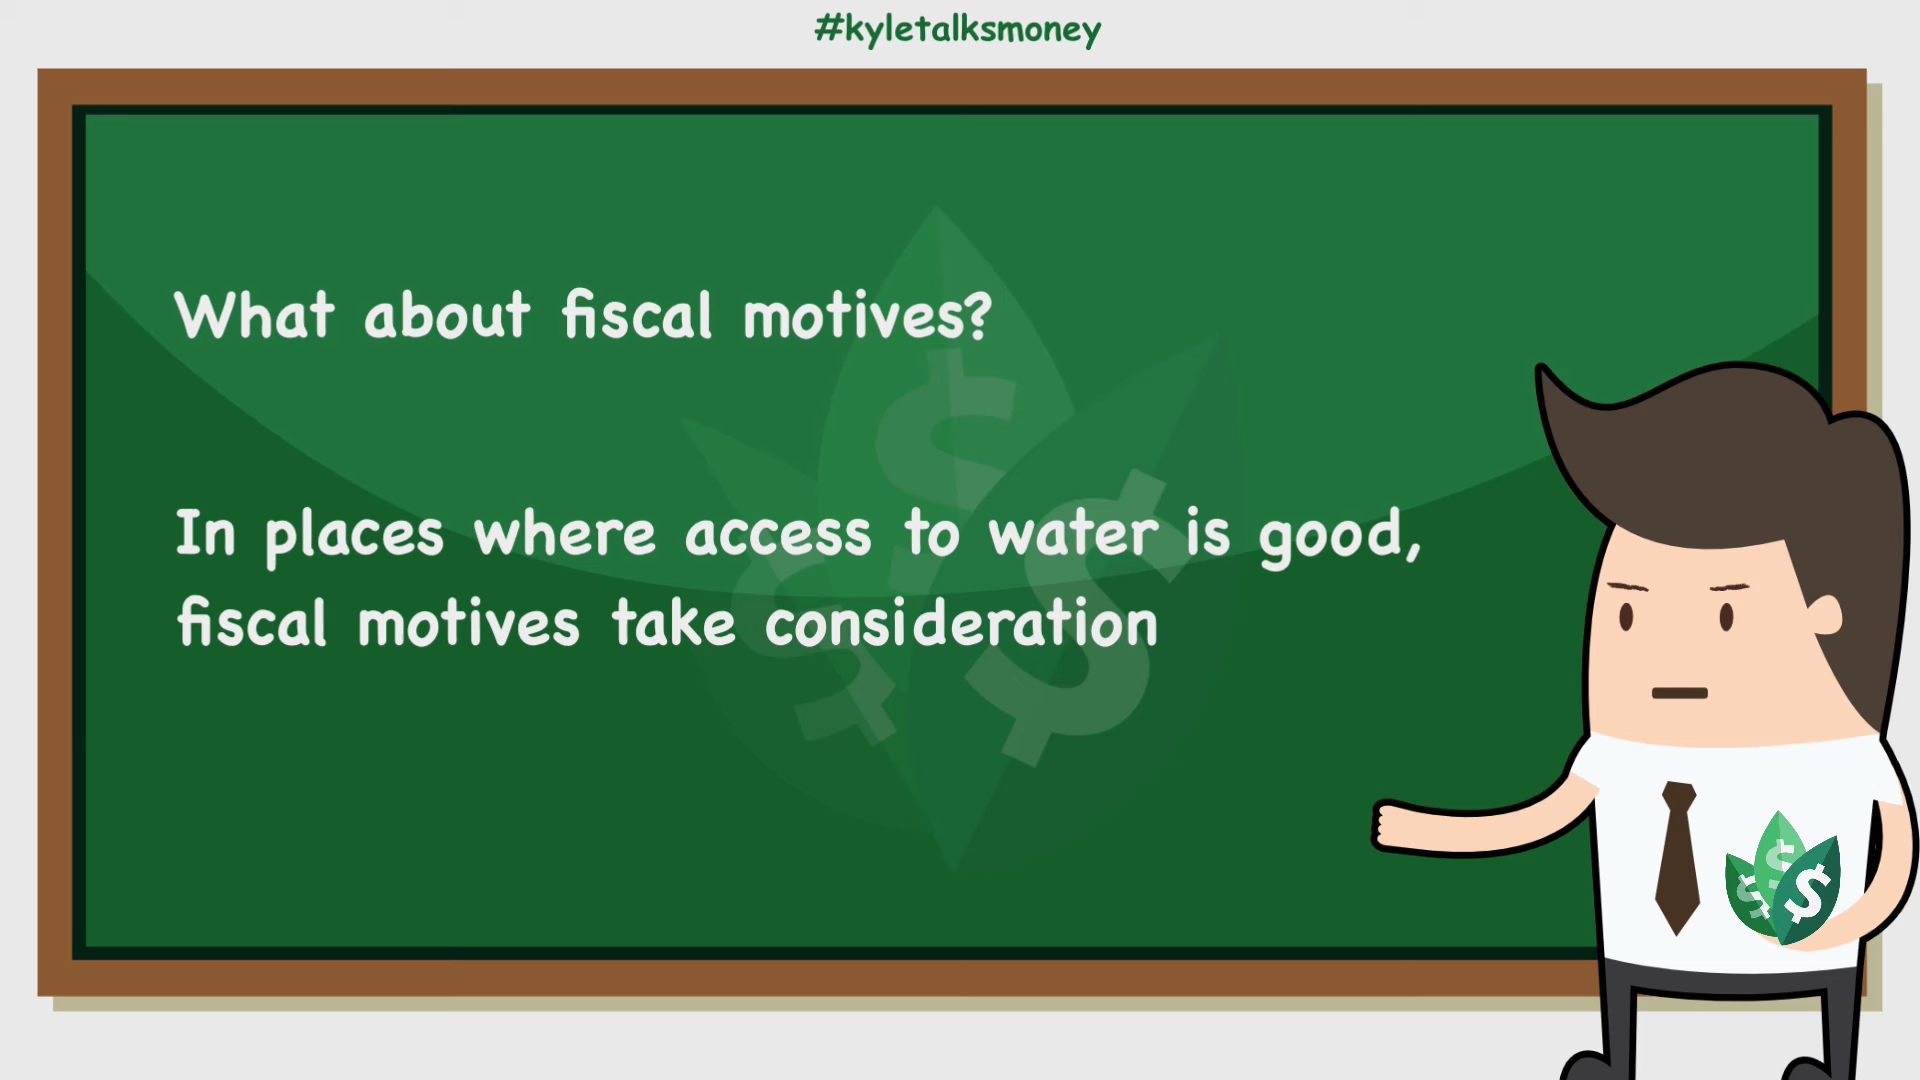 #kyletalksmoney
What about fiscal motives?
In places where access to water is good,
fiscal motives take consideration